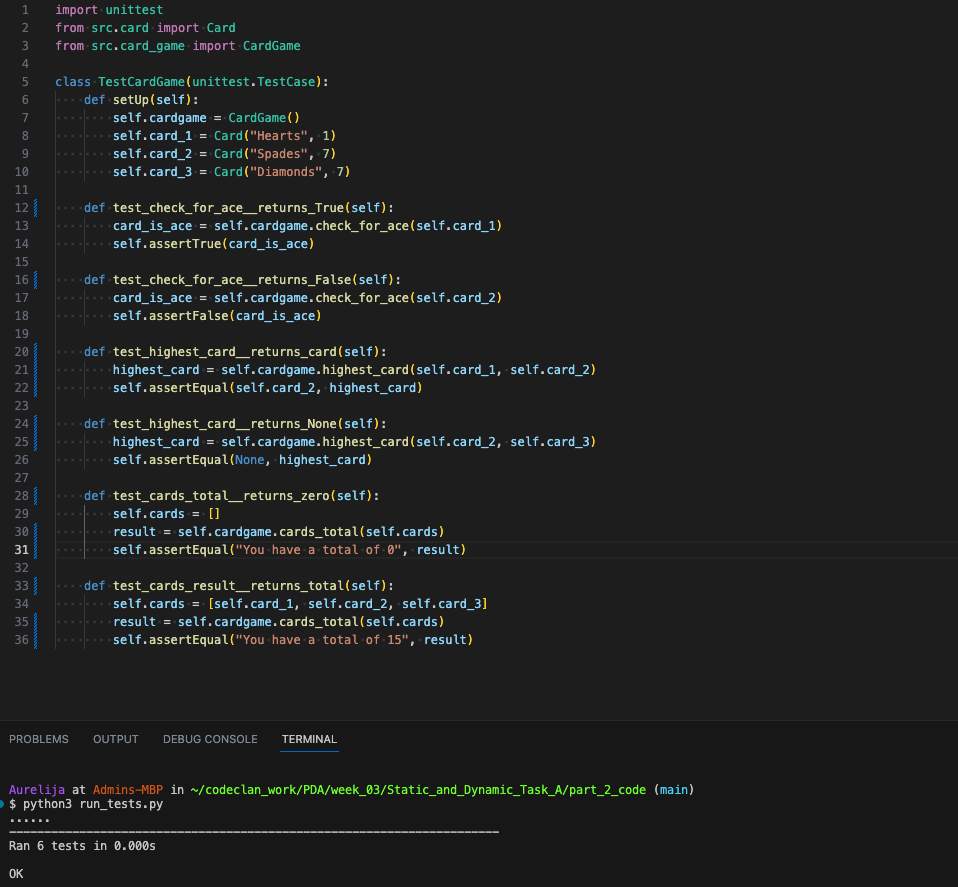 1 import unittest
2 from src.card import Card
3 from src.card_game import CardGame
4
5 class TestCardGame(unittest.TestCase):
6     def setUp(self):
7         self.cardgame = CardGame()
8         self.card_1 = Card("Hearts", 1)
9         self.card_2 = Card("Spades", 7)
10         self.card_3 = Card("Diamonds", 7)
11
12     def test_check_for_ace__returns_True(self):
13         card_is_ace = self.cardgame.check_for_ace(self.card_1)
14         self.assertTrue(card_is_ace)
15
16     def test_check_for_ace__returns_False(self):
17         card_is_ace = self.cardgame.check_for_ace(self.card_2)
18         self.assertFalse(card_is_ace)
19
20     def test_highest_card__returns_card(self):
21         highest_card = self.cardgame.highest_card(self.card_1, self.card_2)
22         self.assertEqual(self.card_2, highest_card)
23
24     def test_highest_card__returns_None(self):
25         highest_card = self.cardgame.highest_card(self.card_2, self.card_3)
26         self.assertEqual(None, highest_card)
27
28     def test_cards_total__returns_zero(self):
29         self.cards = []
30         result = self.cardgame.cards_total(self.cards)
31         self.assertEqual("You have a total of 0", result)
32
33     def test_cards_result__returns_total(self):
34         self.cards = [self.card_1, self.card_2, self.card_3]
35         result = self.cardgame.cards_total(self.cards)
36         self.assertEqual("You have a total of 15", result)
PROBLEMS OUTPUT DEBUG CONSOLE TERMINAL
Aurelija at Admins-MBP in ~/codeclan_work/PDA/week_03/Static_and_Dynamic_Task_A/part_2_code (main)
$ python3 run_tests.py
......
----------------------------------------------------------------------
Ran 6 tests in 0.000s
OK